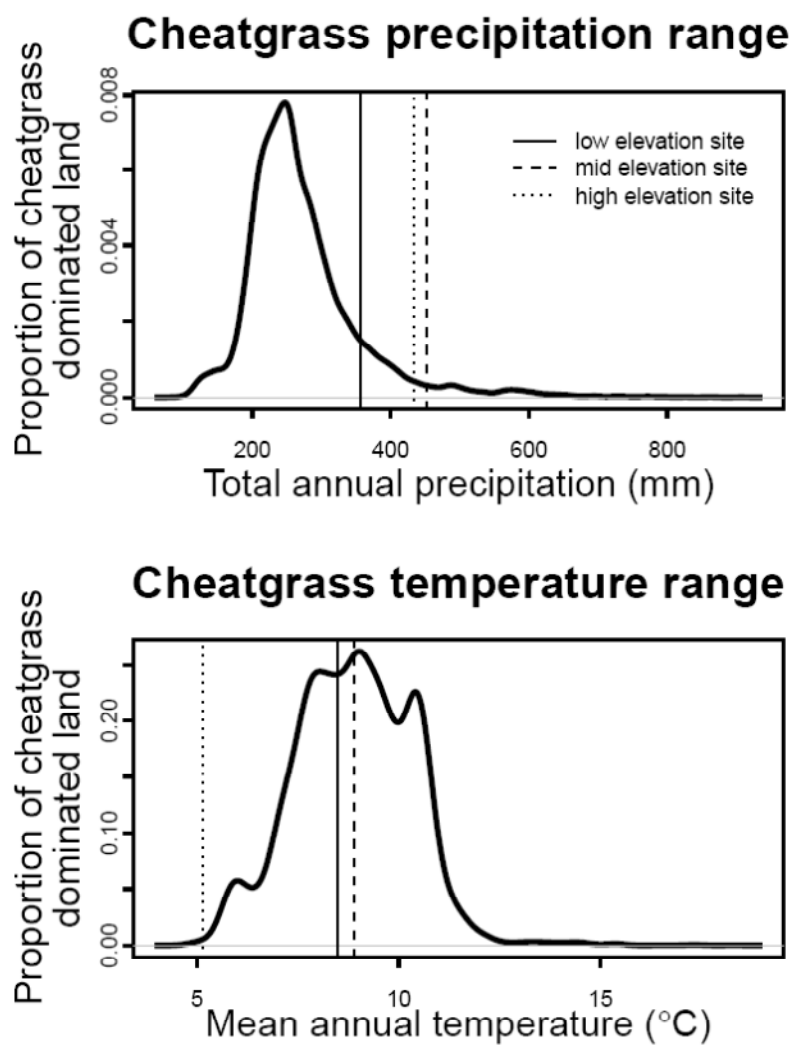 Cheatgrass precipitation range
Proportion of cheatgrass
dominated land
0.008
0.004
0.000
low elevation site
mid elevation site
high elevation site
200 400 600 800
Total annual precipitation (mm)
Cheatgrass temperature range
Proportion of cheatgrass
dominated land
0.20
0.10
0.00
5 10 15
Mean annual temperature (°C)